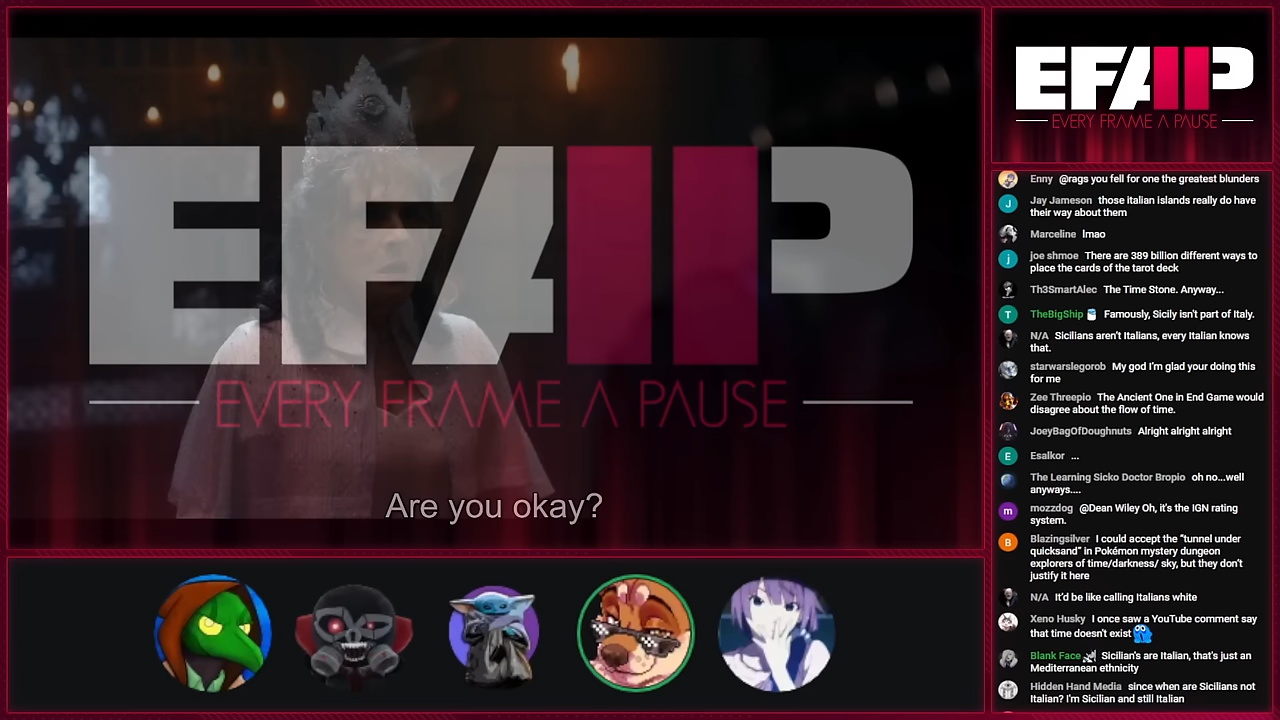 EFAP
EVERY FRAME A PAUSE
Are you okay?
EFAP
EVERY FRAME A PAUSE
Enny @rags you fell for one the greatest blunders
J
Jay Jameson those italian islands really do have
their way about them
Marceline lmao
j
joe shmoe There are 389 billion different ways to
place the cards of the tarot deck
Th3SmartAlec The Time Stone. Anyway...
T
TheBigShip Famously, Sicily isn't part of Italy.
N/A Sicilians aren't Italians, every Italian knows
that.
starwarslegorob My god I'm glad your doing this
for me
Zee Threepio The Ancient One in End Game would
disagree about the flow of time.
JoeyBagOfDoughnuts Alright alright alright
E
Esalkor ...
The Learning Sicko Doctor Bropio oh no...well
anyways....
m
mozzdog @Dean Wiley Oh, it's the IGN rating
system.
B
Blazingsilver I could accept the "tunnel under
quicksand" in Pokémon mystery dungeon
explorers of time/darkness/ sky, but they don't
justify it here
N/A It'd be like calling Italians white
Xeno Husky I once saw a YouTube comment say
that time doesn't exist
Blank Face Sicilian's are Italian, that's just an
Mediterranean ethnicity
Hidden Hand Media since when are Sicilians not
Italian? I'm Sicilian and still Italian